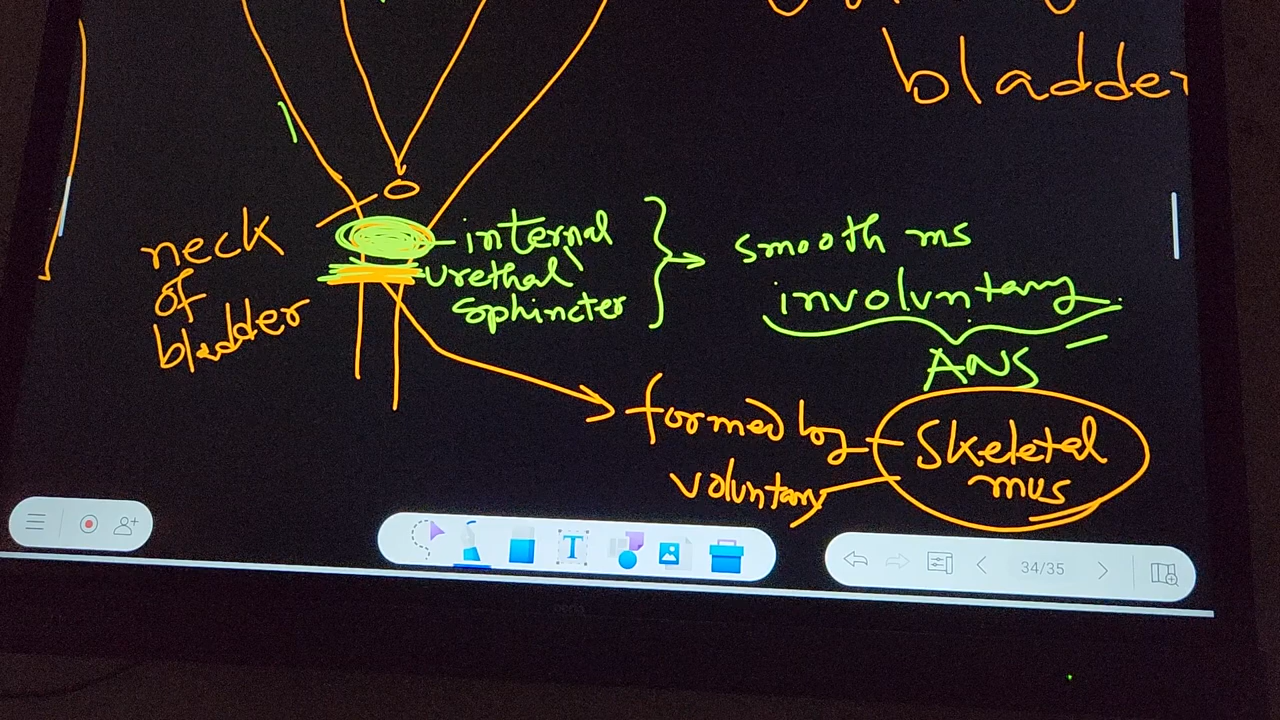 bladder
neck
of
bladder
internal
urethal
sphincter
smooth ms
involuntary
ANS
formed by
voluntary
Skeletal
mus
T
34/35